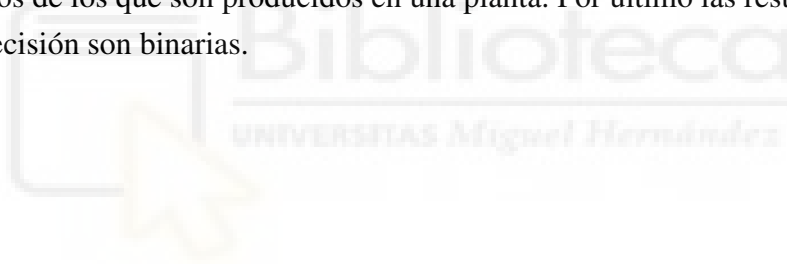 os de los que son producidos en una planta. Por último las
ecisión son binarias.
Biblioteca
UNIVERSITAS Miguel Hernández